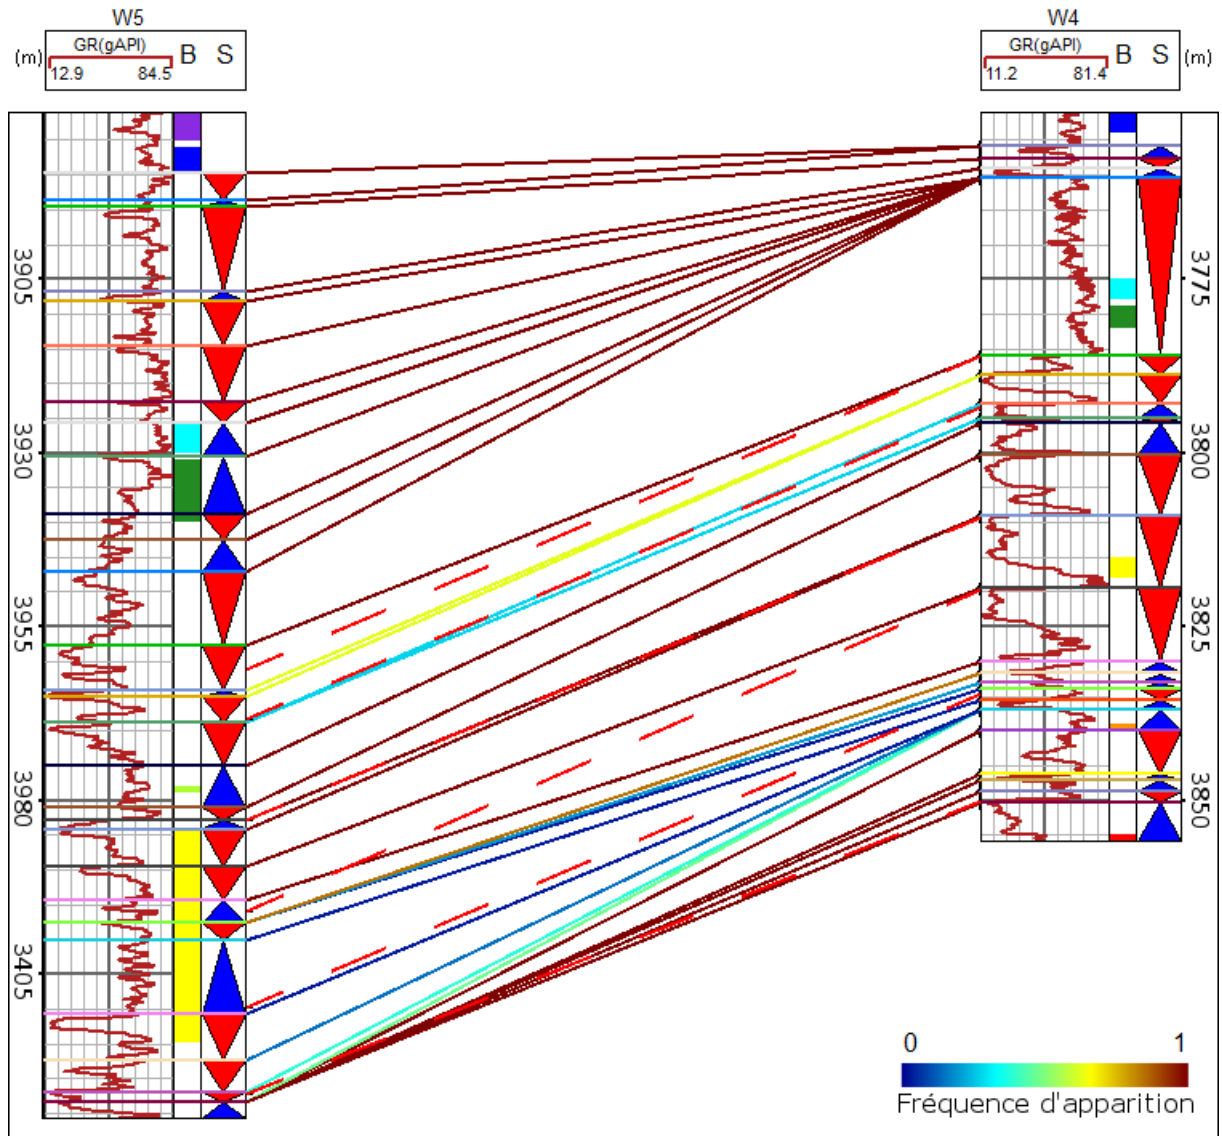 W5
W4
GR(gAPI)
12.9 84.5
B S
(m)
GR(gAPI)
11.2 81.4
B S
(m)
3905
3930
3955
3980
3405
3775
3800
3825
3850
0 1
Fréquence d'apparition